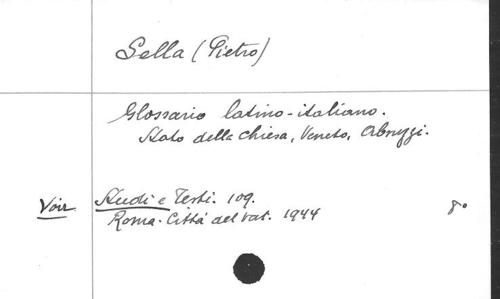 Sella (Pietro)
Glossario latino-italiano.
Stato della Chiesa, Veneto, Abruzzi.
Voir Studi e Testi. 109.
Roma. Città del Vat. 1944 8°